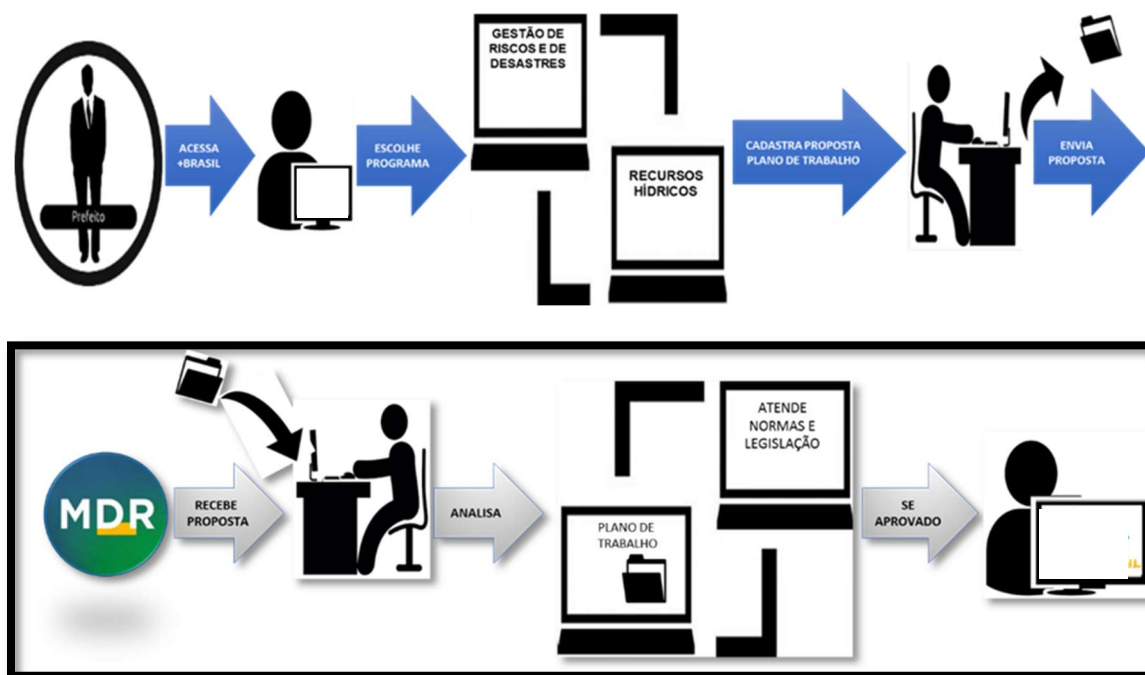 Prefeito
ACESSA
+BRASIL
ESCOLHE
PROGRAMA
GESTÃO DE
RISCOS E DE
DESASTRES
RECURSOS
HÍDRICOS
CADASTRA PROPOSTA
PLANO DE TRABALHO
ENVIA
PROPOSTA
MDR
RECEBE
PROPOSTA
ANALISA
PLANO DE
TRABALHO
ATENDE
NORMAS E
LEGISLAÇÃO
SE
APROVADO